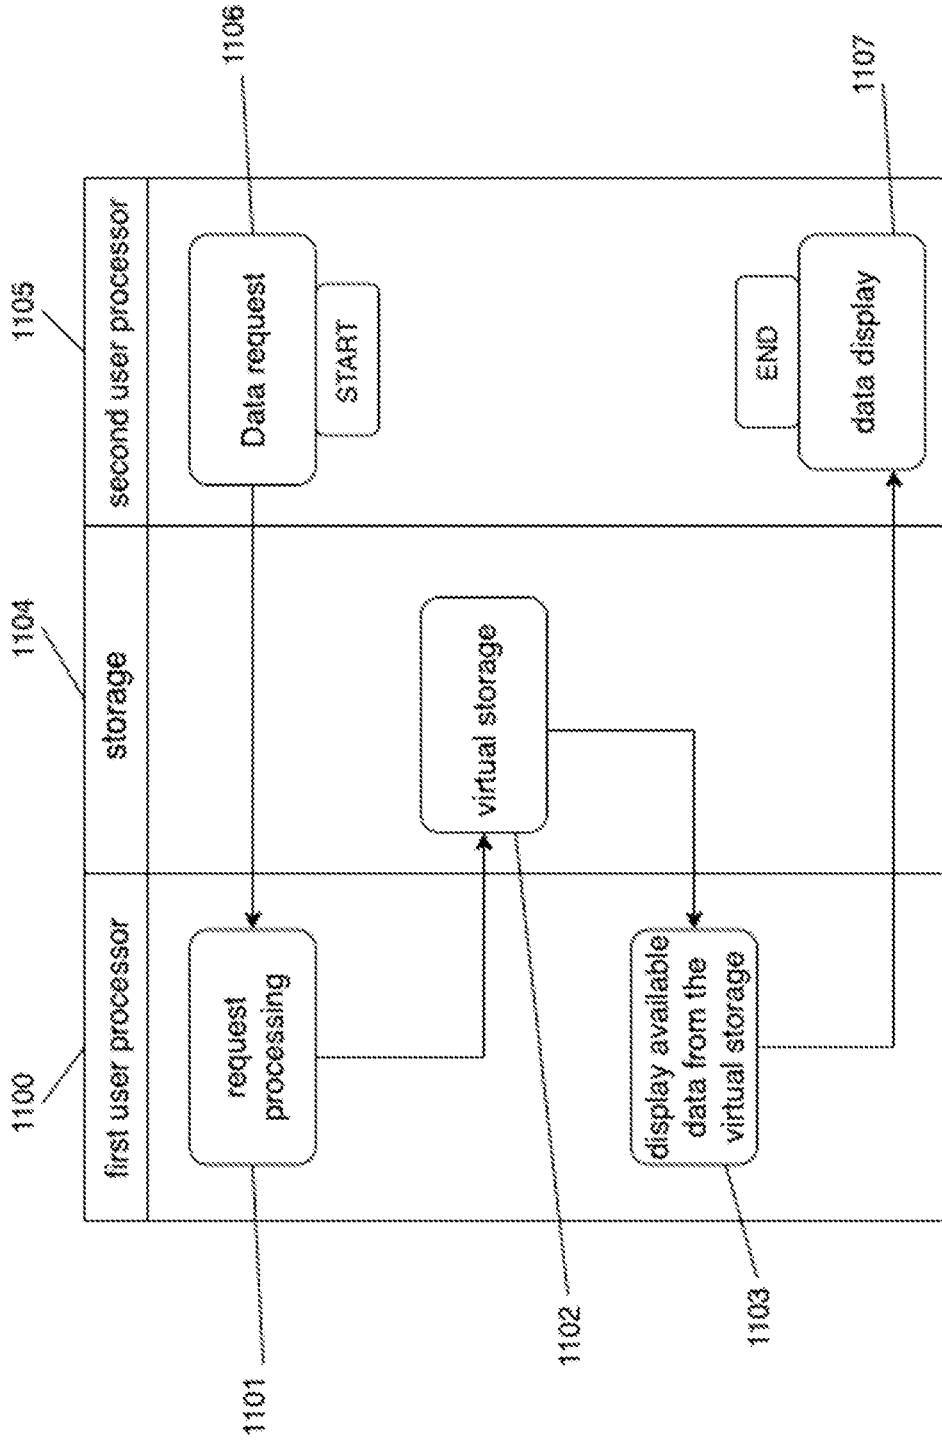 1100
1104
1105
first user processor
storage
second user processor
1106
Data request
START
request
processing
1101
virtual storage
1102
display available
data from the
virtual storage
1103
END
data display
1107